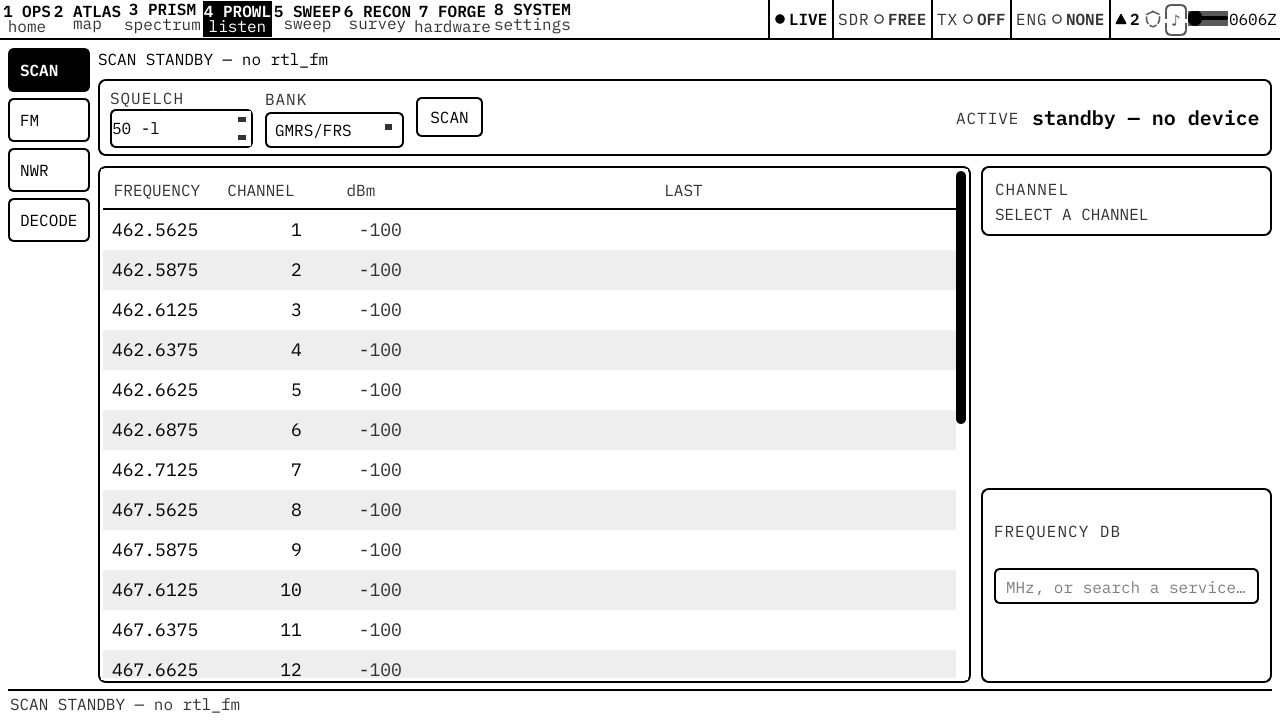 1 OPS 2 ATLAS 3 PRISM 4 PROWL 5 SWEEP 6 RECON 7 FORGE 8 SYSTEM
home map spectrum listen sweep survey hardware settings
LIVE SDR FREE TX OFF ENG NONE 2 0606Z
SCAN
FM
NWR
DECODE
SCAN STANDBY — no rtl_fm
SQUELCH BANK
50 -l GMRS/FRS SCAN ACTIVE standby — no device
FREQUENCY CHANNEL dBm LAST
462.5625 1 -100
462.5875 2 -100
462.6125 3 -100
462.6375 4 -100
462.6625 5 -100
462.6875 6 -100
462.7125 7 -100
467.5625 8 -100
467.5875 9 -100
467.6125 10 -100
467.6375 11 -100
467.6625 12 -100
CHANNEL
SELECT A CHANNEL
FREQUENCY DB
MHz, or search a service…
SCAN STANDBY — no rtl_fm